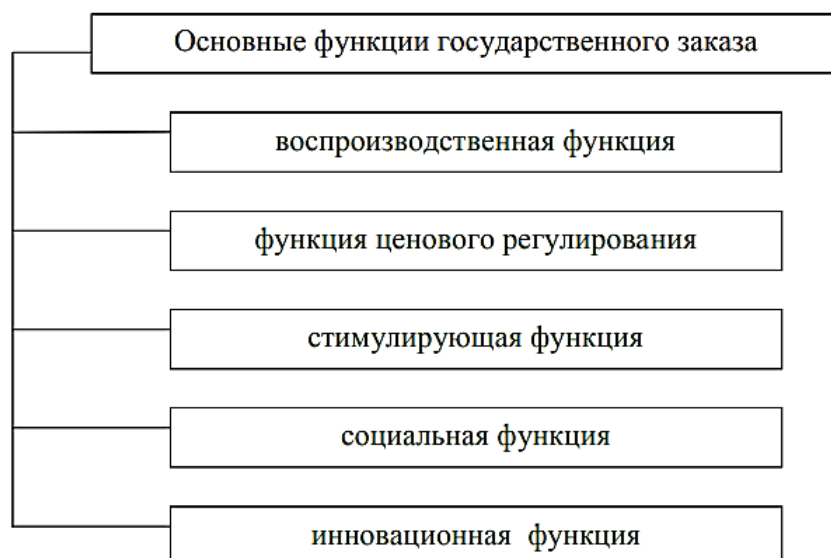 Основные функции государственного заказа
воспроизводственная функция
функция ценового регулирования
стимулирующая функция
социальная функция
инновационная функция